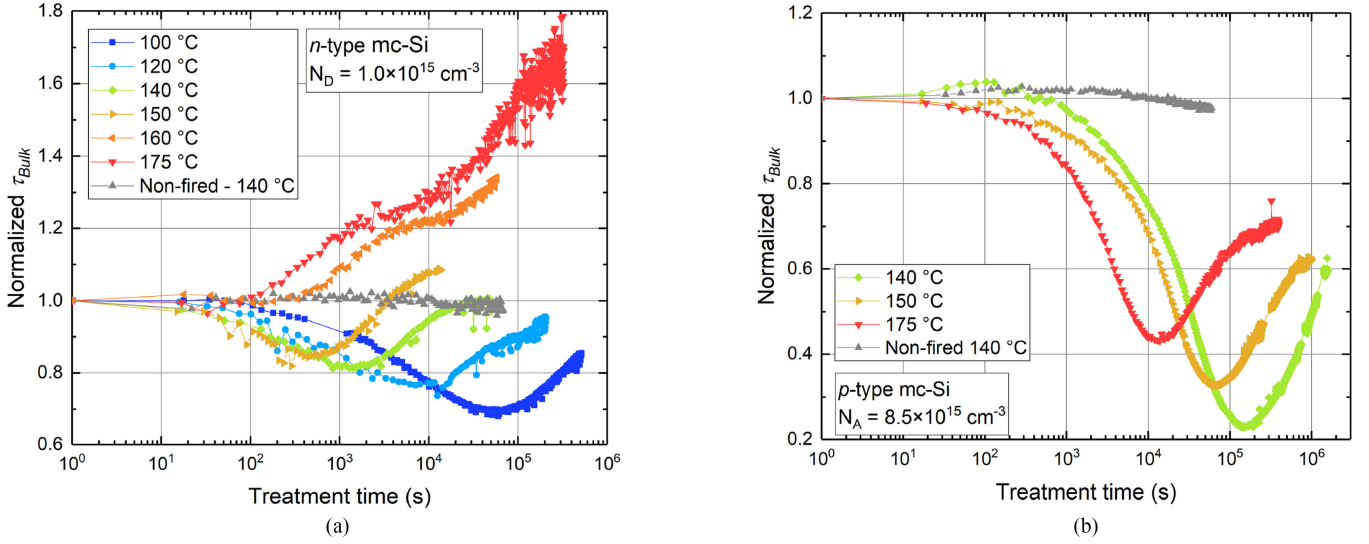 1.8
1.6
1.4
1.2
1.0
0.8
0.6
Normalized τBulk
100 °C
120 °C
140 °C
150 °C
160 °C
175 °C
Non-fired - 140 °C
n-type mc-Si
N_D = 1.0×10^15 cm^-3
10^0 10^1 10^2 10^3 10^4 10^5 10^6
Treatment time (s)
(a)
1.2
1.0
0.8
0.6
0.4
0.2
Normalized τBulk
140 °C
150 °C
175 °C
Non-fired 140 °C
p-type mc-Si
N_A = 8.5×10^15 cm^-3
10^0 10^1 10^2 10^3 10^4 10^5 10^6
Treatment time (s)
(b)